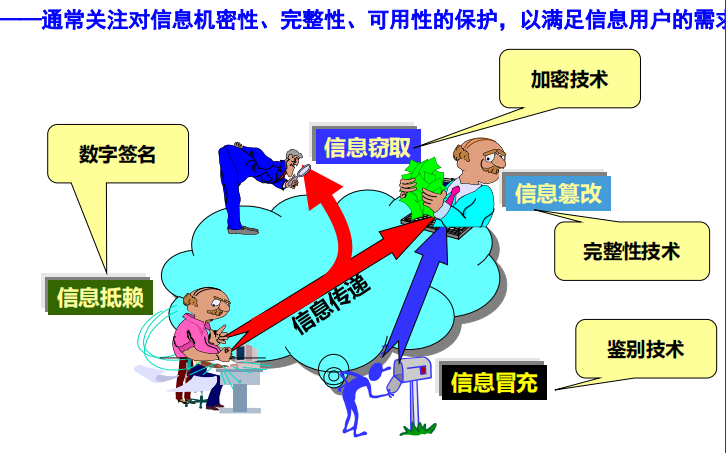 ——通常关注对信息机密性、完整性、可用性的保护，以满足信息用户的需求
加密技术
数字签名
信息窃取
信息篡改
完整性技术
信息抵赖
信息传递
鉴别技术
信息冒充